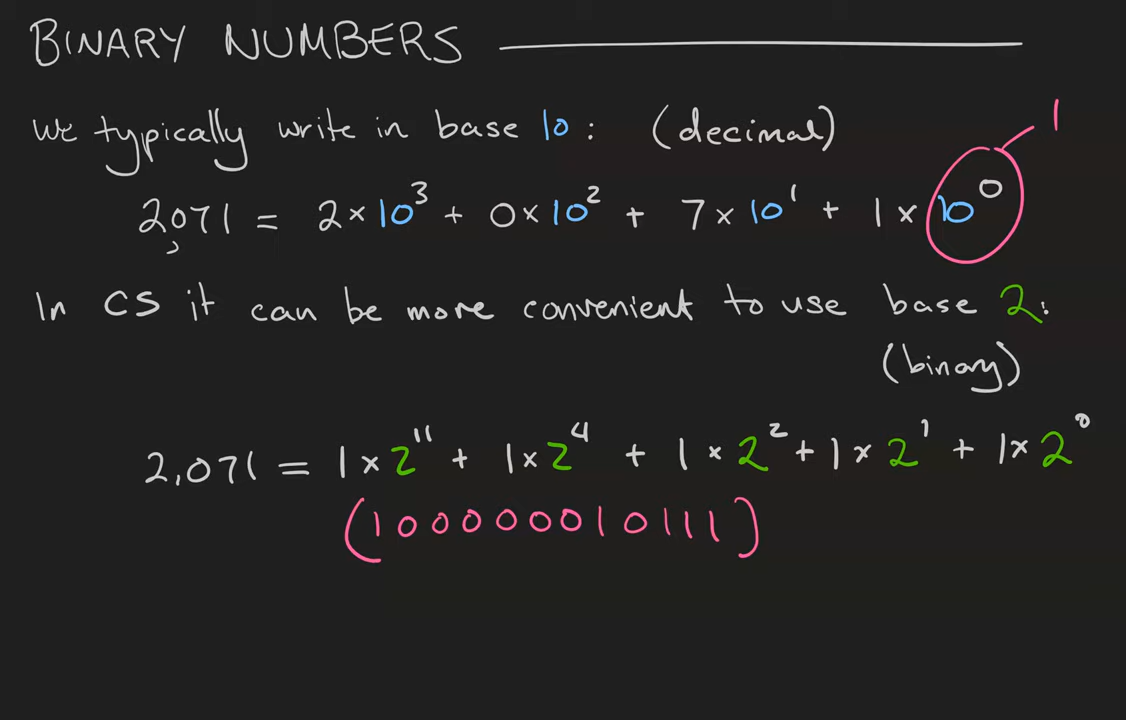 BINARY NUMBERS
We typically write in base 10: (decimal)
1
2,071 = 2 × 10³ + 0 × 10² + 7 × 10¹ + 1 × 10⁰
In CS it can be more convenient to use base 2:
(binary)
2,071 = 1 × 2¹¹ + 1 × 2⁴ + 1 × 2² + 1 × 2¹ + 1 × 2⁰
(100000010111)